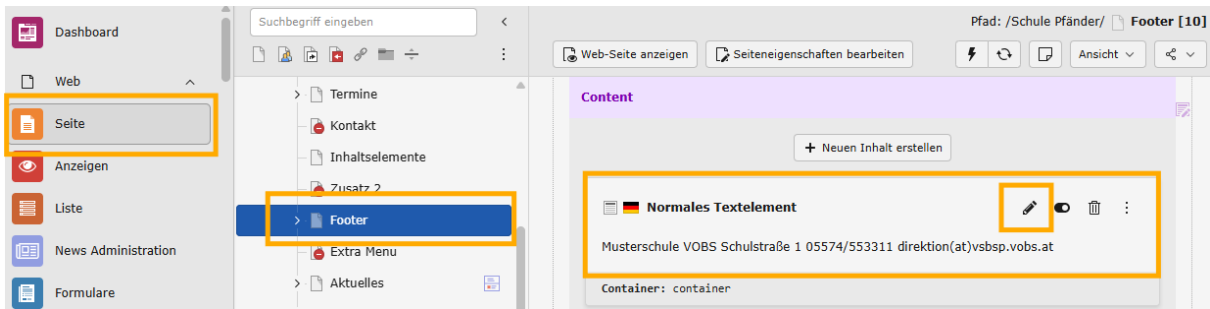 Dashboard
Web
Seite
Anzeigen
Liste
News Administration
Formulare
Suchbegriff eingeben
Termine
Kontakt
Inhaltselemente
Zusatz 2
Footer
Extra Menu
Aktuelles
Pfad: /Schule Pfänder/ Footer [10]
Web-Seite anzeigen Seiteneigenschaften bearbeiten Ansicht
Content
+ Neuen Inhalt erstellen
Normales Textelement
Musterschule VOBS Schulstraße 1 05574/553311 direktion(at)vsbsp.vobs.at
Container: container